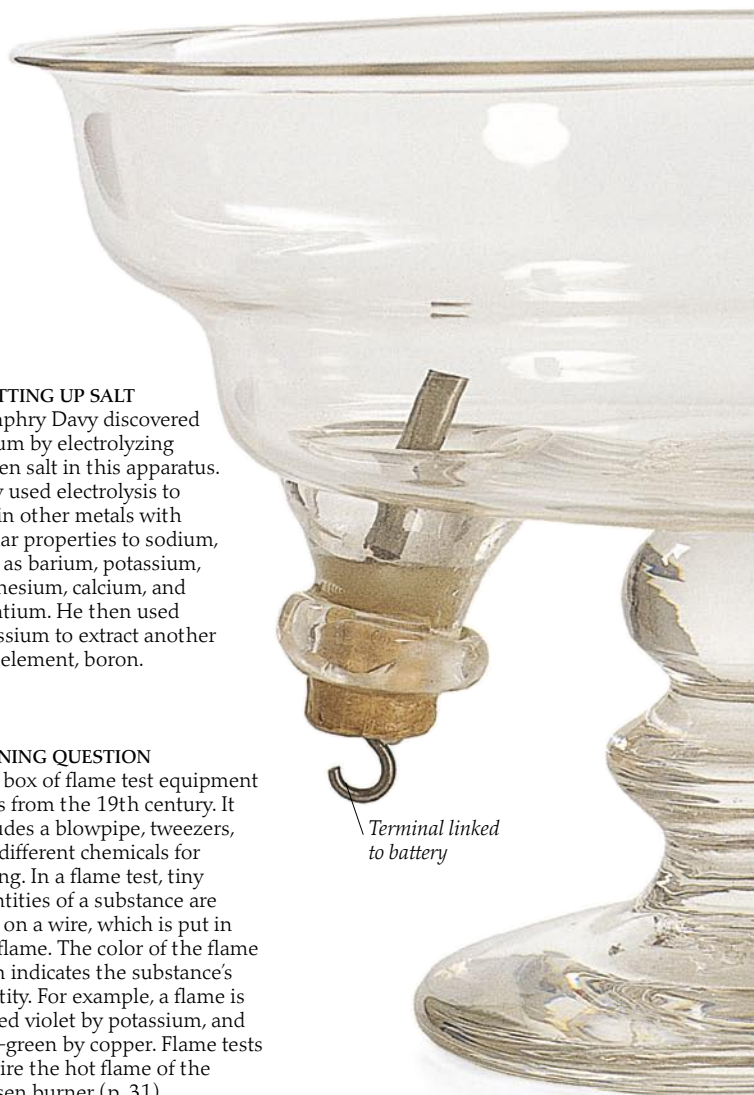 TTING UP SALT
phry Davy discovered
um by electrolyzing
en salt in this apparatus.
y used electrolysis to
in other metals with
ar properties to sodium,
as barium, potassium,
nesium, calcium, and
ntium. He then used
ssium to extract another
element, boron.
NING QUESTION
box of flame test equipment
s from the 19th century. It
udes a blowpipe, tweezers,
different chemicals for
ng. In a flame test, tiny
ntities of a substance are
on a wire, which is put in
flame. The color of the flame
n indicates the substance's
tity. For example, a flame is
ed violet by potassium, and
-green by copper. Flame tests
ire the hot flame of the
sen burner (p. 31)
Terminal linked
to battery